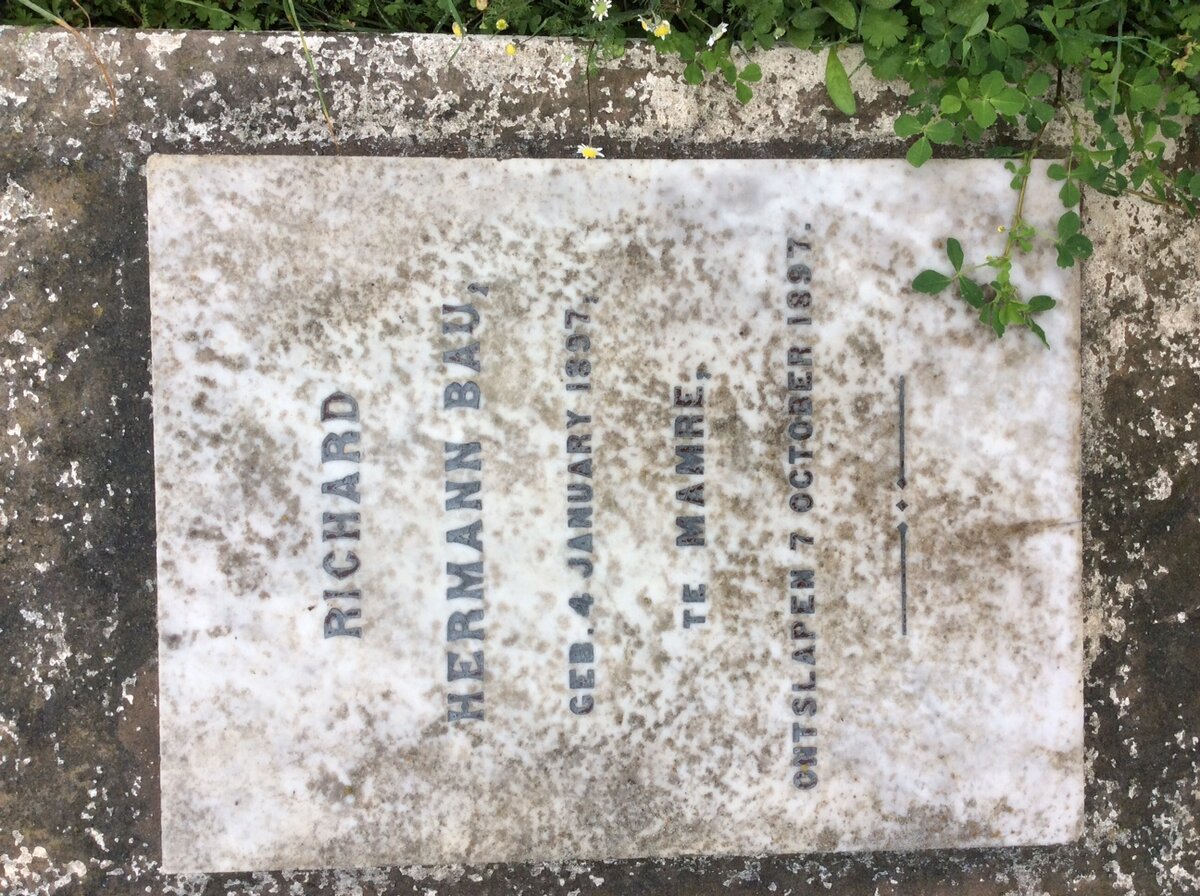 RICHARD
HERMANN BAU,
GEB. 4 JANUARY 1897,
TE MAMRE,
ONTSLAPEN 7 OCTOBER 1897.